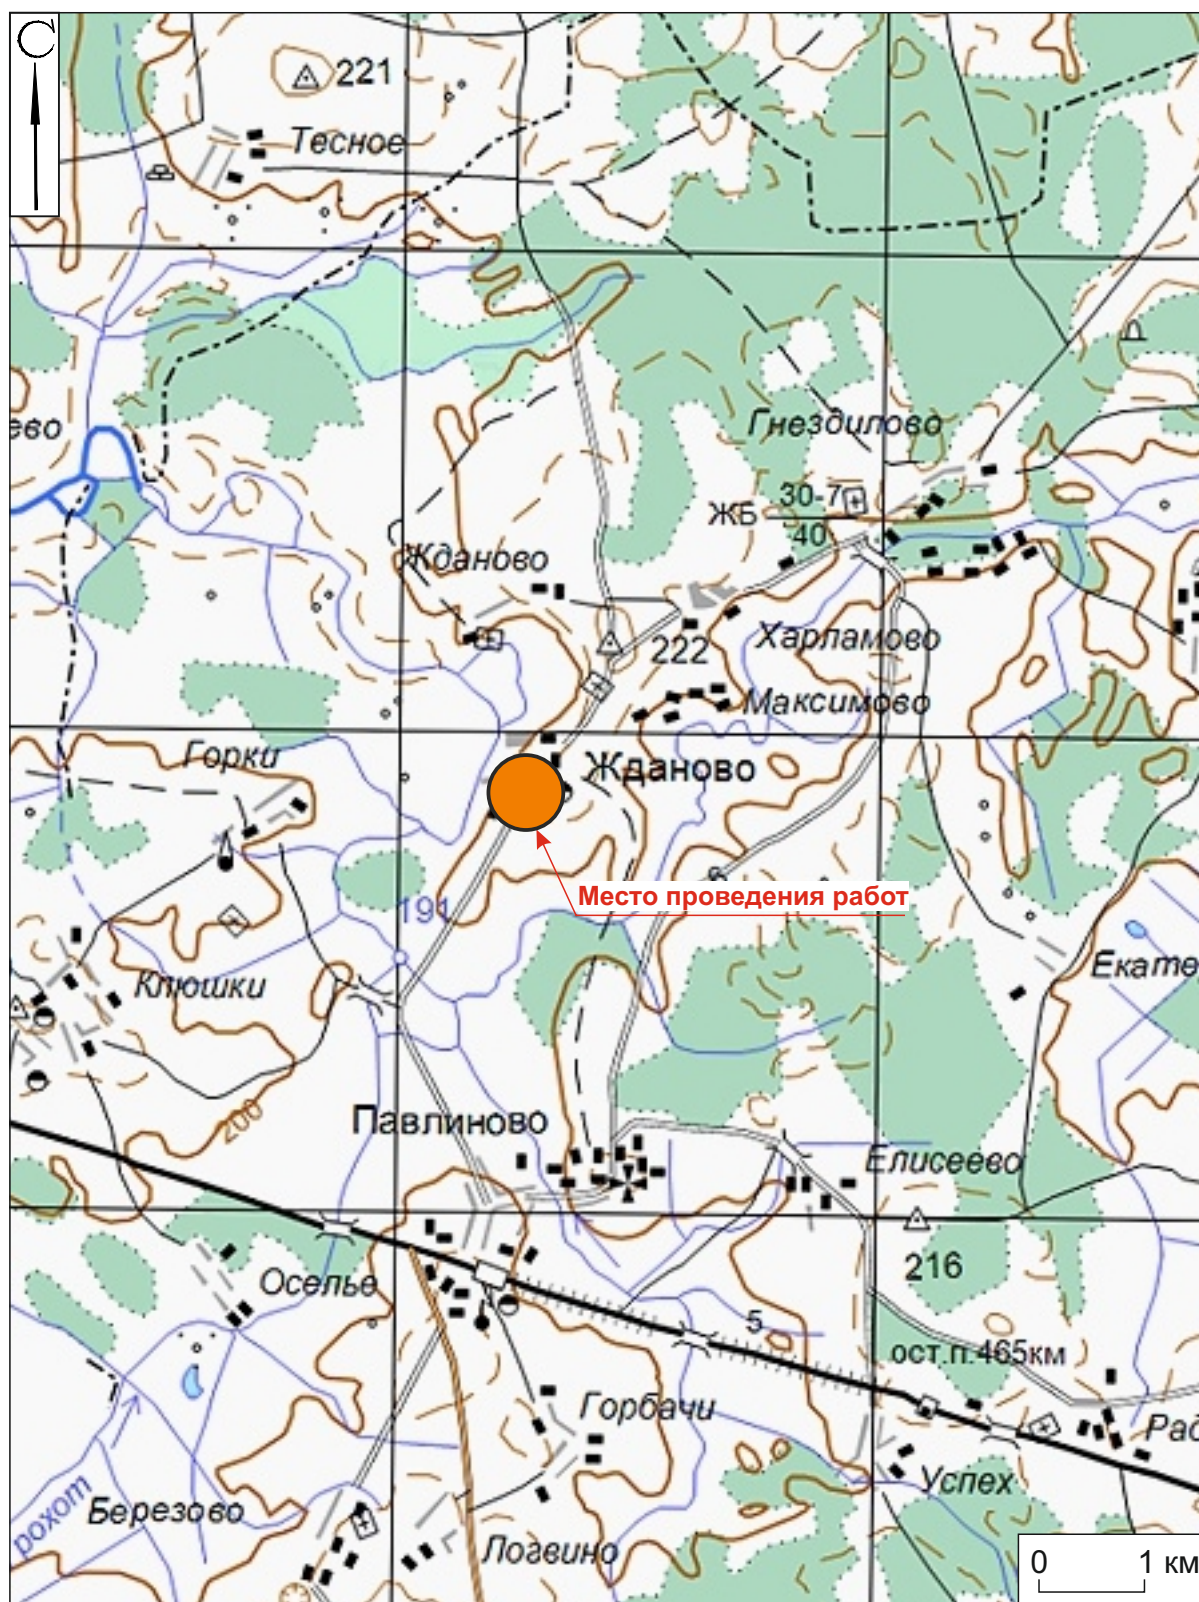 С
221
Тесное
ево
Гнездилово
30-7
ЖБ
40
Жданово
Харламово
222
Максимово
Горки
Жданово
Место проведения работ
191
Екате
Клюшки
200
Павлиново
Елисеево
216
Оселье
5
ост.п.465км
Горбачи
Рад
Успех
Березово
рохот
Логвино
0 1 км